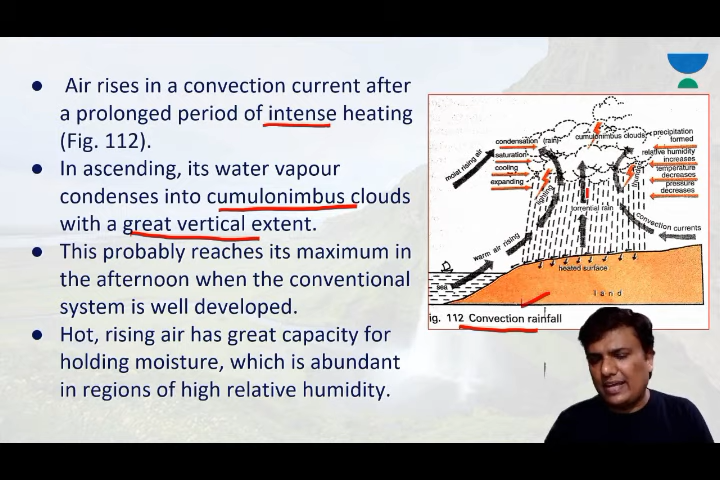 ● Air rises in a convection current after
a prolonged period of intense heating
(Fig. 112).
● In ascending, its water vapour
condenses into cumulonimbus clouds
with a great vertical extent.
● This probably reaches its maximum in
the afternoon when the conventional
system is well developed.
● Hot, rising air has great capacity for
holding moisture, which is abundant
in regions of high relative humidity.
cumulonimbus clouds
condensation (rain)
saturation
cooling
expanding
moist rising air
precipitation
formed
relative humidity
increases
temperature
decreases
pressure
decreases
lightning
thunder
torrential rain
convection currents
warm air rising
heated surface
sea
land
ig. 112 Convection rainfall